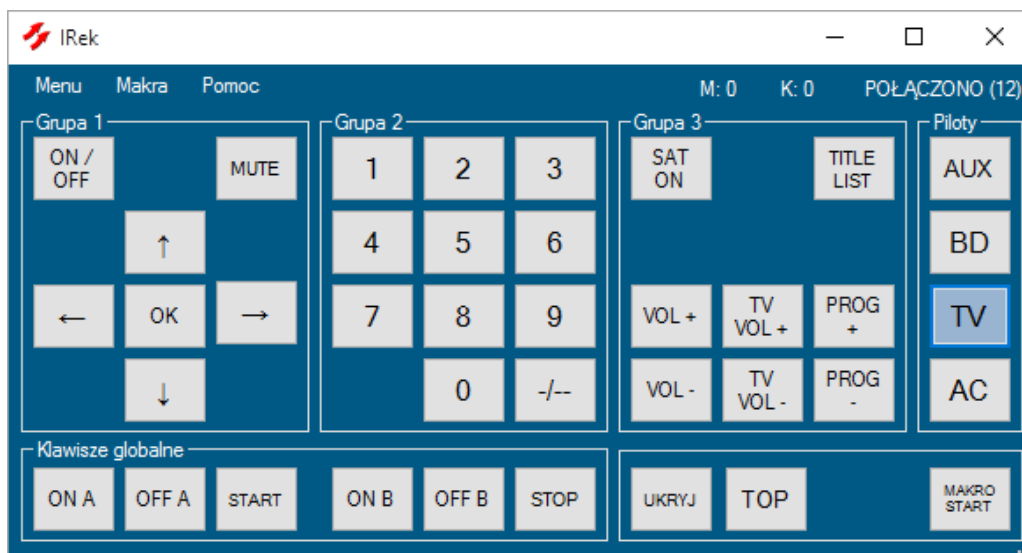 IRek
Menu Makra Pomoc M: 0 K: 0 POŁĄCZONO (12)
Grupa 1 Grupa 2 Grupa 3 Piloty
ON / OFF MUTE 1 2 3 SAT ON TITLE LIST AUX
↑ 4 5 6 BD
← OK → 7 8 9 VOL + TV VOL + PROG + TV
↓ 0 -/-- VOL - TV VOL - PROG - AC
Klawisze globalne
ON A OFF A START ON B OFF B STOP UKRYJ TOP MAKRO START